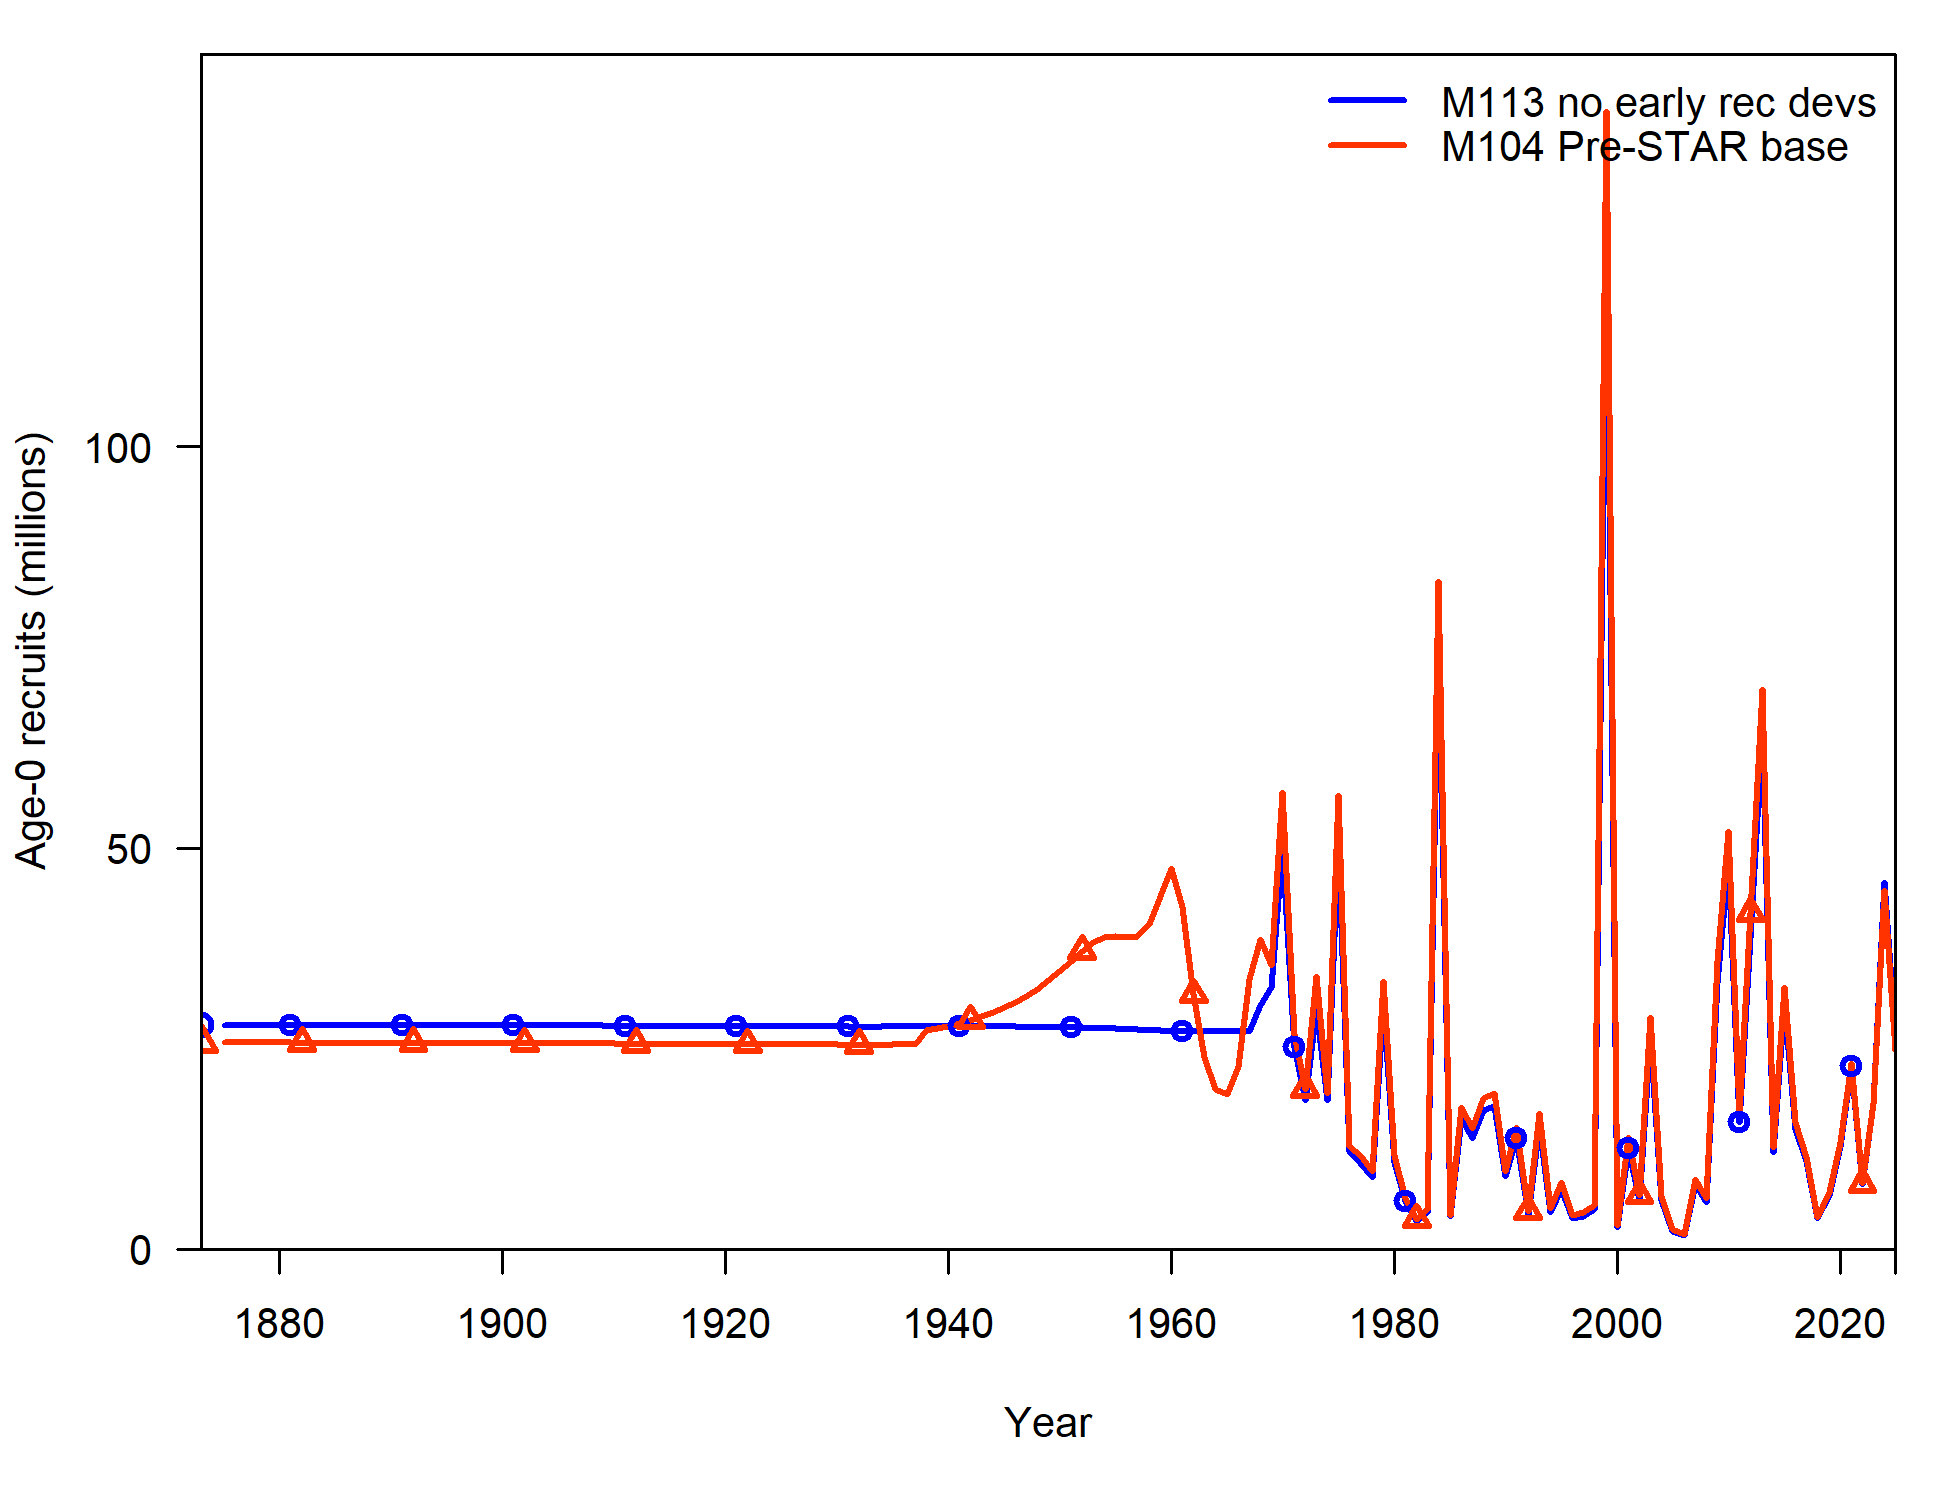 M113 no early rec devs
M104 Pre-STAR base
Age-0 recruits (millions)
100
50
0
1880 1900 1920 1940 1960 1980 2000 2020
Year